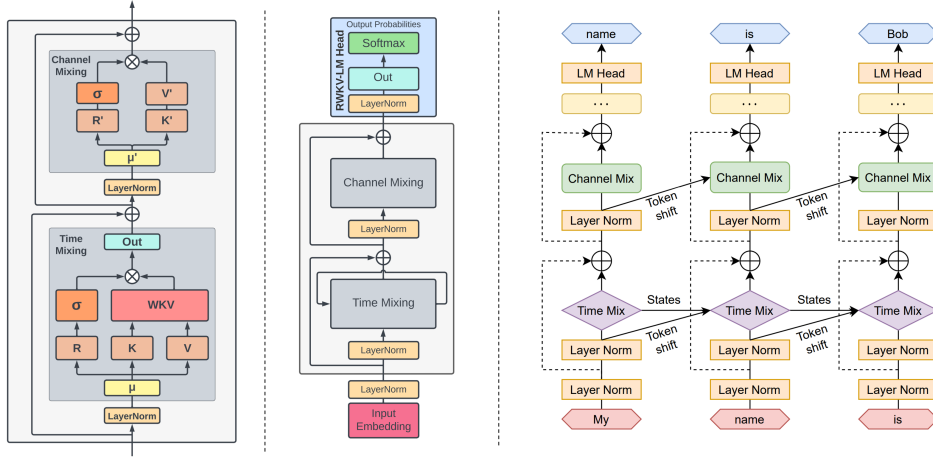 Channel
Mixing
σ
V'
R'
K'
μ'
LayerNorm
Time
Mixing
Out
σ
WKV
R
K
V
μ
LayerNorm
RWKV-LM Head
Output Probabilities
Softmax
Out
LayerNorm
Channel Mixing
LayerNorm
Time Mixing
LayerNorm
LayerNorm
Input
Embedding
name
is
Bob
LM Head
LM Head
LM Head
...
...
...
Channel Mix
Channel Mix
Channel Mix
Token
shift
Token
shift
Layer Norm
Layer Norm
Layer Norm
Time Mix
States
Time Mix
States
Time Mix
Token
shift
Token
shift
Layer Norm
Layer Norm
Layer Norm
Layer Norm
Layer Norm
Layer Norm
My
name
is